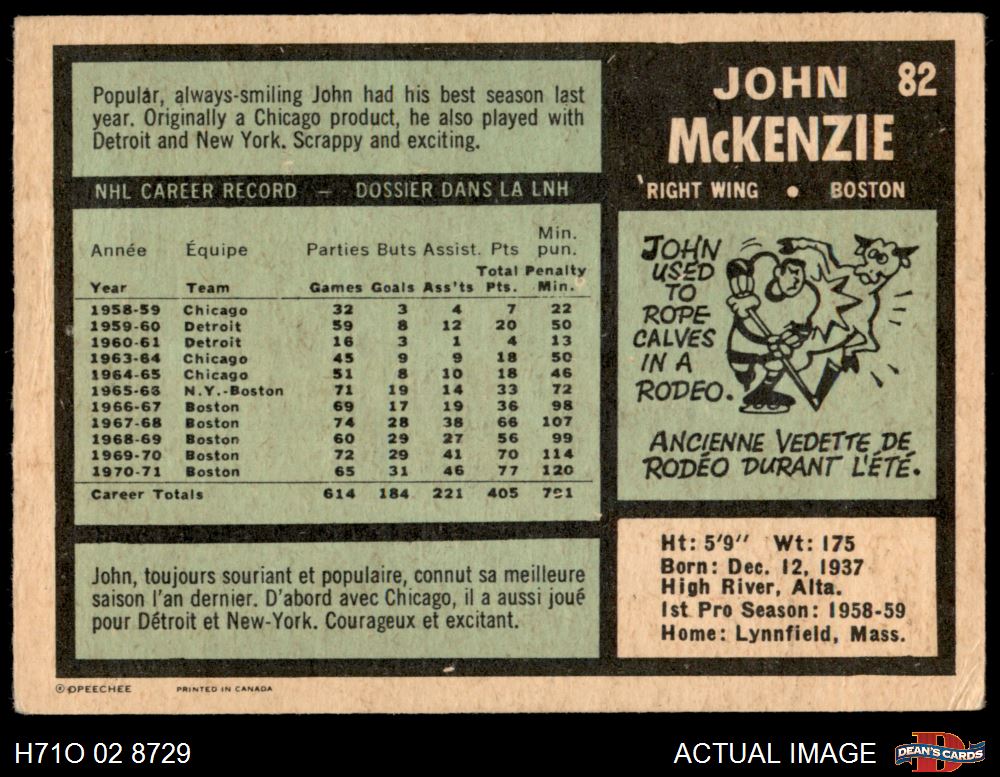 Popular, always-smiling John had his best season last
year. Originally a Chicago product, he also played with
Detroit and New York. Scrappy and exciting.
NHL CAREER RECORD — DOSSIER DANS LA LNH
Année Équipe Parties Buts Assist. Pts Min. pun.
Year Team Games Goals Ass'ts Total Pts. Penalty Min.
1958-59 Chicago 32 3 4 7 22
1959-60 Detroit 59 8 12 20 50
1960-61 Detroit 16 3 1 4 13
1963-64 Chicago 45 9 9 18 50
1964-65 Chicago 51 8 10 18 46
1965-66 N.Y.-Boston 71 19 14 33 72
1966-67 Boston 69 17 19 36 98
1967-68 Boston 74 28 38 66 107
1968-69 Boston 60 29 27 56 99
1969-70 Boston 72 29 41 70 114
1970-71 Boston 65 31 46 77 120
Career Totals 614 184 221 405 791
John, toujours souriant et populaire, connut sa meilleure
saison l'an dernier. D'abord avec Chicago, il a aussi joué
pour Détroit et New-York. Courageux et excitant.
© OPEECHEE PRINTED IN CANADA
JOHN 82
McKENZIE
RIGHT WING • BOSTON
JOHN
USED
TO
ROPE
CALVES
IN A
RODEO.
ANCIENNE VEDETTE DE
RODÉO DURANT L'ÉTÉ.
Ht: 5'9" Wt: 175
Born: Dec. 12, 1937
High River, Alta.
1st Pro Season: 1958-59
Home: Lynnfield, Mass.
H71O 02 8729
ACTUAL IMAGE
D
DEAN'S CARDS